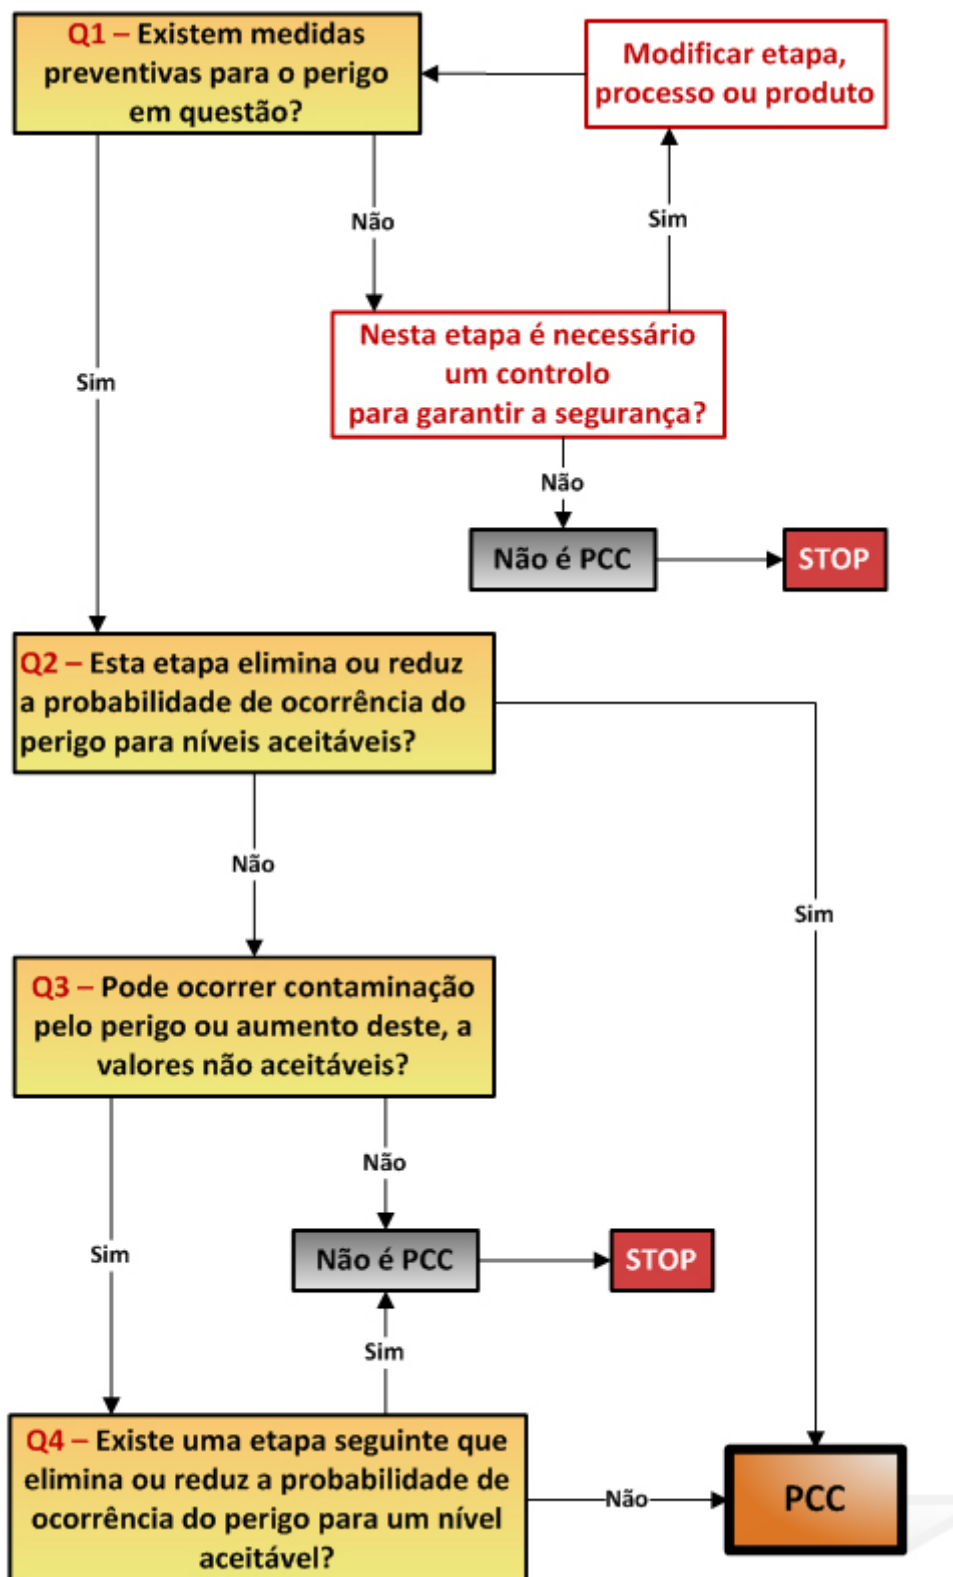 Q1 – Existem medidas
preventivas para o perigo
em questão?
Modificar etapa,
processo ou produto
Não
Sim
Nesta etapa é necessário
um controlo
para garantir a segurança?
Sim
Não
Não é PCC
STOP
Q2 – Esta etapa elimina ou reduz
a probabilidade de ocorrência do
perigo para níveis aceitáveis?
Não
Sim
Q3 – Pode ocorrer contaminação
pelo perigo ou aumento deste, a
valores não aceitáveis?
Não
Sim
Não é PCC
STOP
Sim
Q4 – Existe uma etapa seguinte que
elimina ou reduz a probabilidade de
ocorrência do perigo para um nível
aceitável?
Não
PCC